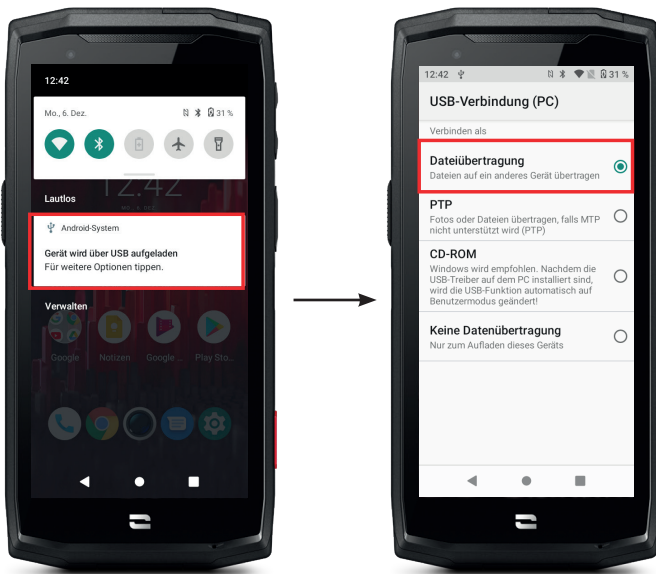 12:42
Mo., 6. Dez.
31 %
Lautlos
12.42
Android-System
Gerät wird über USB aufgeladen
Für weitere Optionen tippen.
Verwalten
Google
Notizen
Google ...
Play Sto...
12:42
31 %
USB-Verbindung (PC)
Verbinden als
Dateiübertragung
Dateien auf ein anderes Gerät übertragen
PTP
Fotos oder Dateien übertragen, falls MTP
nicht unterstützt wird (PTP)
CD-ROM
Windows wird empfohlen. Nachdem die
USB-Treiber auf dem PC installiert sind,
wird die USB-Funktion automatisch auf
Benutzermodus geändert!
Keine Datenübertragung
Nur zum Aufladen dieses Geräts